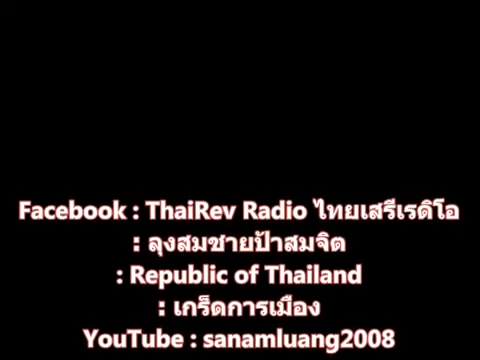 Facebook : ThaiRev Radio ไทยเสรีเรดิโอ
: ลุงสมชายป้าสมจิต
: Republic of Thailand
: เกร็ดการเมือง
YouTube : sanamluang2008